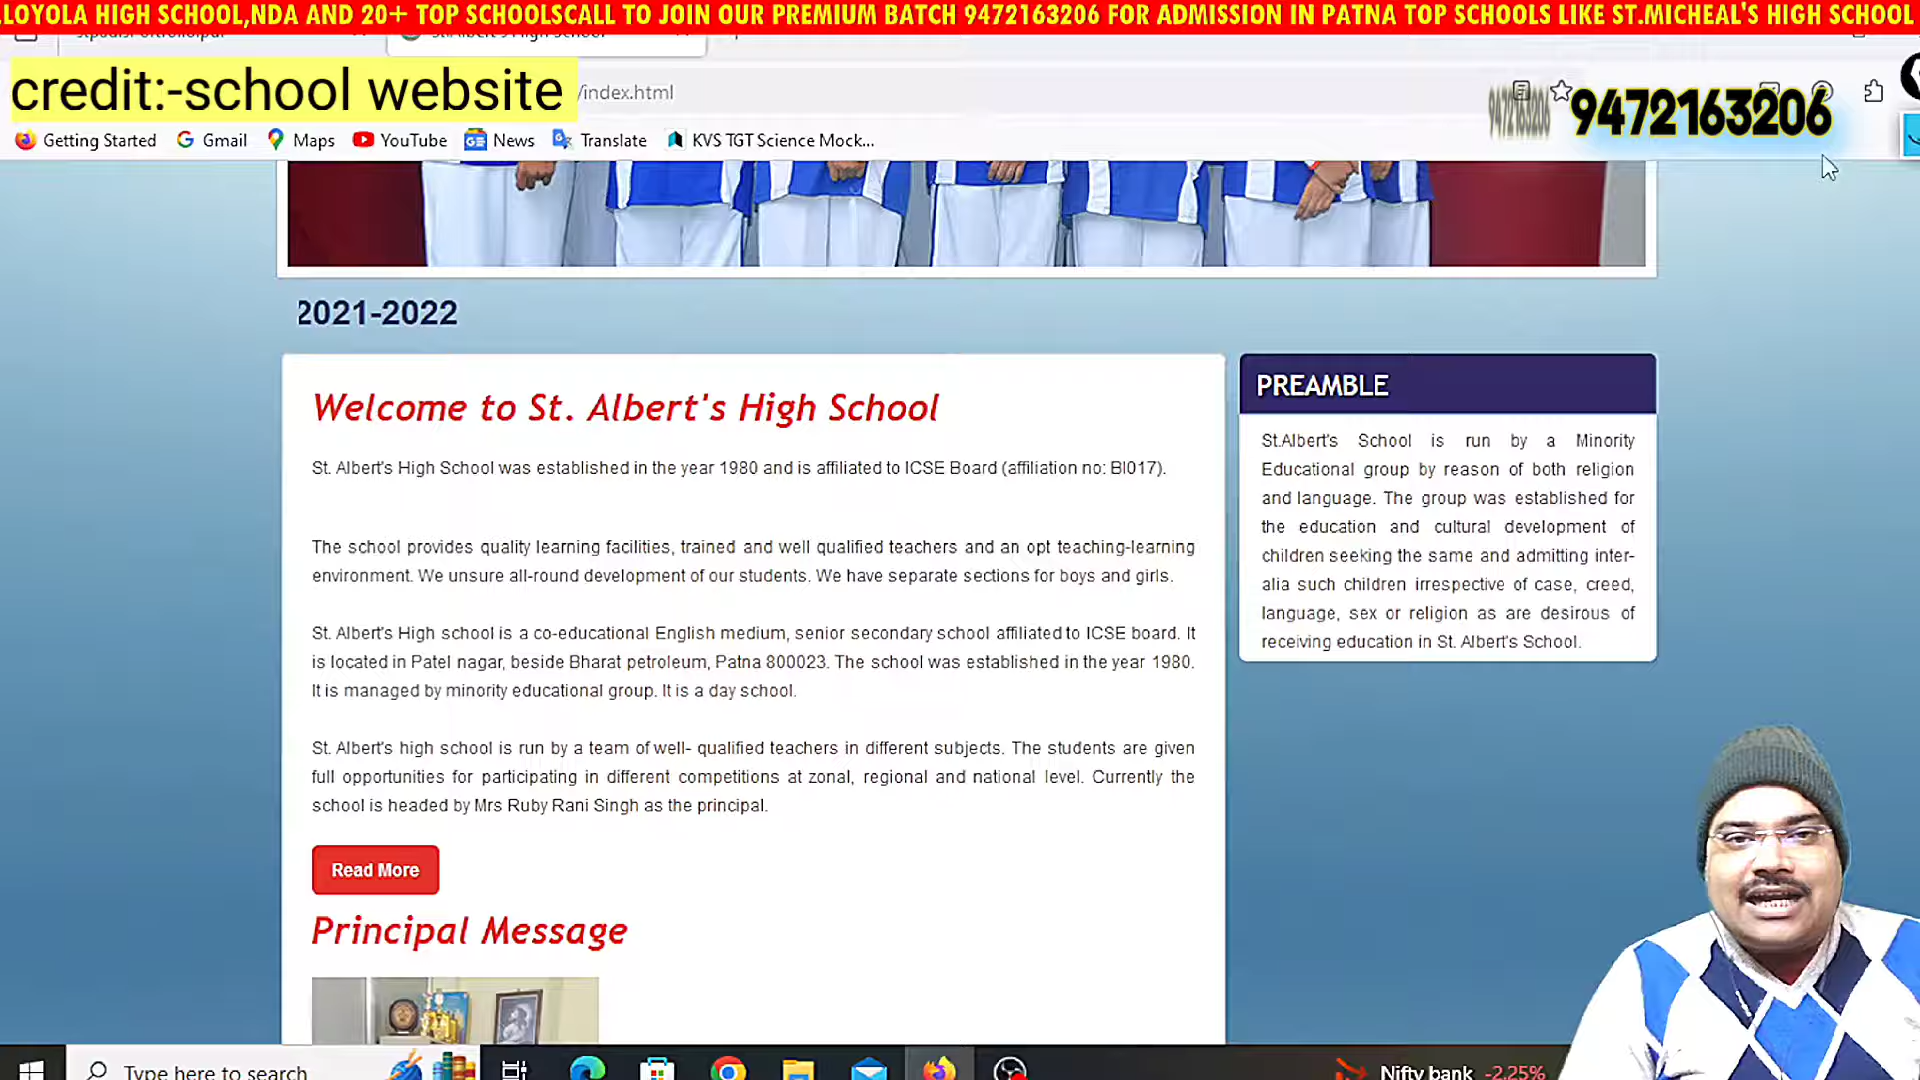 LOYOLA HIGH SCHOOL,NDA AND 20+ TOP SCHOOLSCALL TO JOIN OUR PREMIUM BATCH 9472163206 FOR ADMISSION IN PATNA TOP SCHOOLS LIKE ST.MICHEAL'S HIGH SCHOOL
credit:-school website
/index.html
9472163206
9472163206
Getting Started
Gmail
Maps
YouTube
News
Translate
KVS TGT Science Mock...
2021-2022
Welcome to St. Albert's High School
St. Albert's High School was established in the year 1980 and is affiliated to ICSE Board (affiliation no: BI017).
The school provides quality learning facilities, trained and well qualified teachers and an opt teaching-learning
environment. We unsure all-round development of our students. We have separate sections for boys and girls.
St. Albert's High school is a co-educational English medium, senior secondary school affiliated to ICSE board. It
is located in Patel nagar, beside Bharat petroleum, Patna 800023. The school was established in the year 1980.
It is managed by minority educational group. It is a day school.
St. Albert's high school is run by a team of well- qualified teachers in different subjects. The students are given
full opportunities for participating in different competitions at zonal, regional and national level. Currently the
school is headed by Mrs Ruby Rani Singh as the principal.
Read More
Principal Message
PREAMBLE
St.Albert's School is run by a Minority
Educational group by reason of both religion
and language. The group was established for
the education and cultural development of
children seeking the same and admitting inter-
alia such children irrespective of case, creed,
language, sex or religion as are desirous of
receiving education in St. Albert's School.
Type here to search
Nifty bank -2.25%